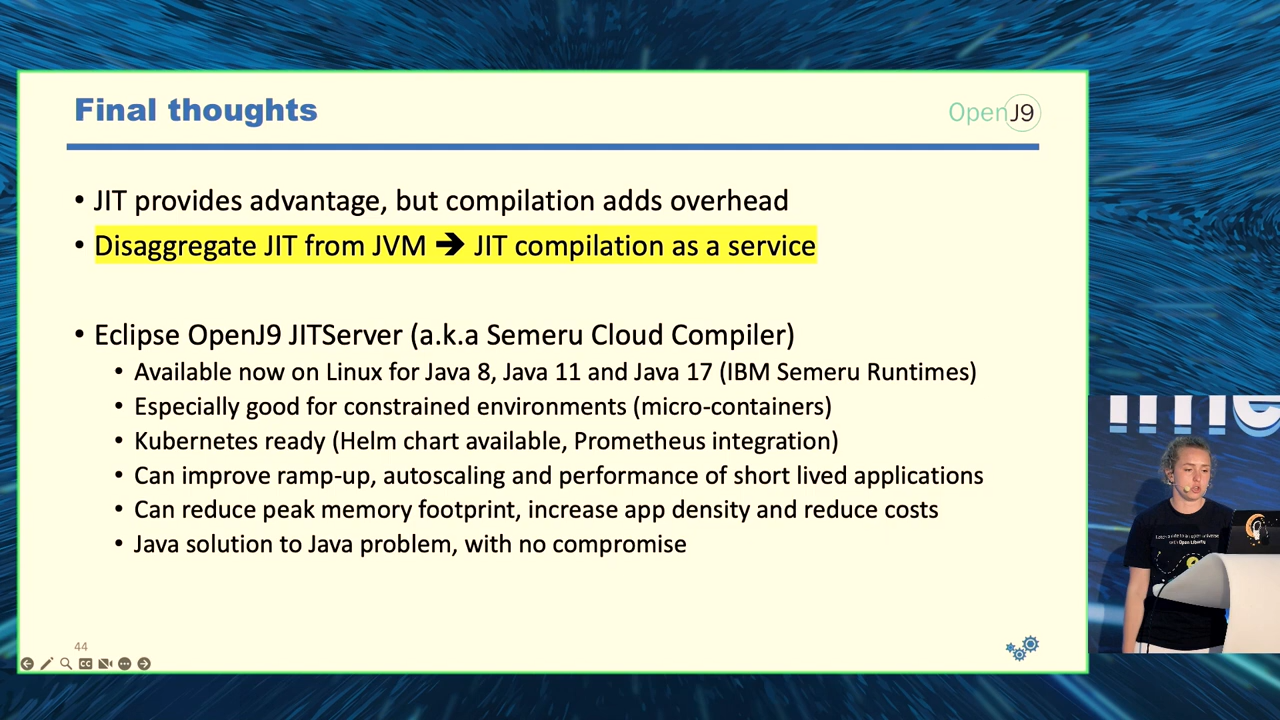 Final thoughts
OpenJ9
• JIT provides advantage, but compilation adds overhead
• Disaggregate JIT from JVM ➔ JIT compilation as a service
• Eclipse OpenJ9 JITServer (a.k.a Semeru Cloud Compiler)
• Available now on Linux for Java 8, Java 11 and Java 17 (IBM Semeru Runtimes)
• Especially good for constrained environments (micro-containers)
• Kubernetes ready (Helm chart available, Prometheus integration)
• Can improve ramp-up, autoscaling and performance of short lived applications
• Can reduce peak memory footprint, increase app density and reduce costs
• Java solution to Java problem, with no compromise
44
CC
with Open Liberty